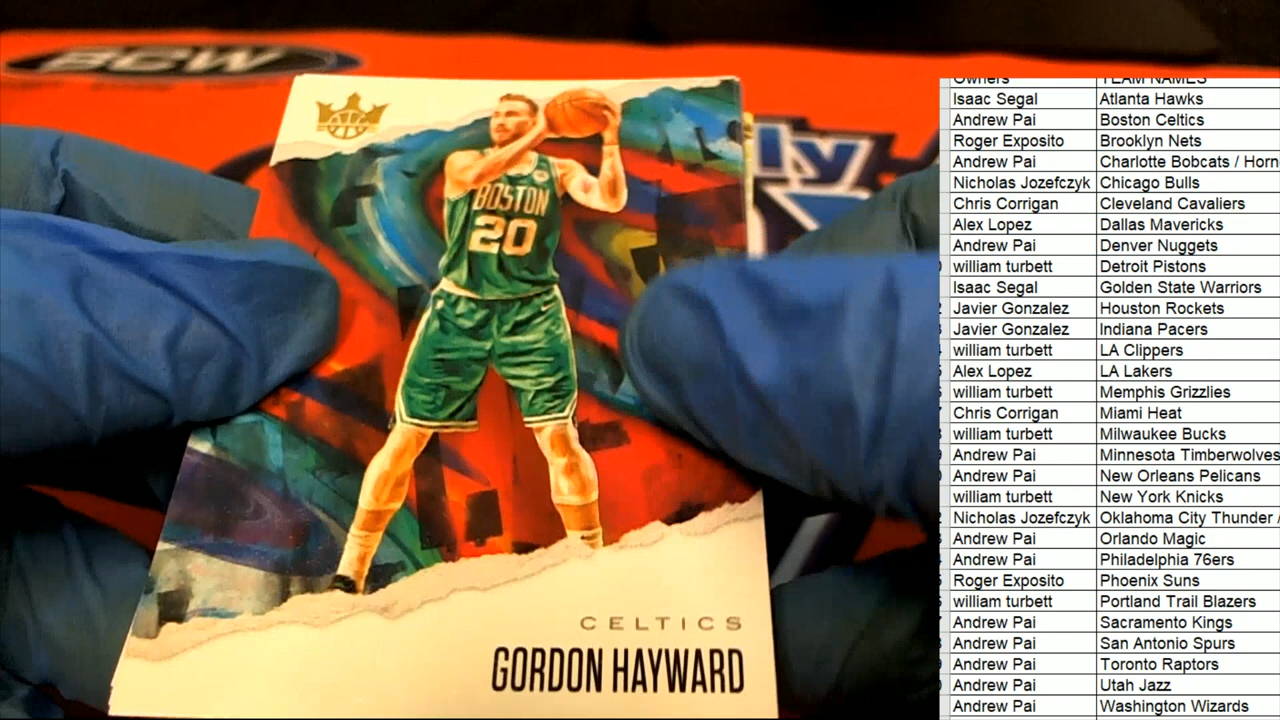 BCW
ly
BOSTON
20
CELTICS
GORDON HAYWARD
Owners TEAM NAMES
Isaac Segal Atlanta Hawks
Andrew Pai Boston Celtics
Roger Exposito Brooklyn Nets
Andrew Pai Charlotte Bobcats / Horn
Nicholas Jozefczyk Chicago Bulls
Chris Corrigan Cleveland Cavaliers
Alex Lopez Dallas Mavericks
Andrew Pai Denver Nuggets
william turbett Detroit Pistons
Isaac Segal Golden State Warriors
Javier Gonzalez Houston Rockets
Javier Gonzalez Indiana Pacers
william turbett LA Clippers
Alex Lopez LA Lakers
william turbett Memphis Grizzlies
Chris Corrigan Miami Heat
william turbett Milwaukee Bucks
Andrew Pai Minnesota Timberwolves
Andrew Pai New Orleans Pelicans
william turbett New York Knicks
Nicholas Jozefczyk Oklahoma City Thunder /
Andrew Pai Orlando Magic
Andrew Pai Philadelphia 76ers
Roger Exposito Phoenix Suns
william turbett Portland Trail Blazers
Andrew Pai Sacramento Kings
Andrew Pai San Antonio Spurs
Andrew Pai Toronto Raptors
Andrew Pai Utah Jazz
Andrew Pai Washington Wizards